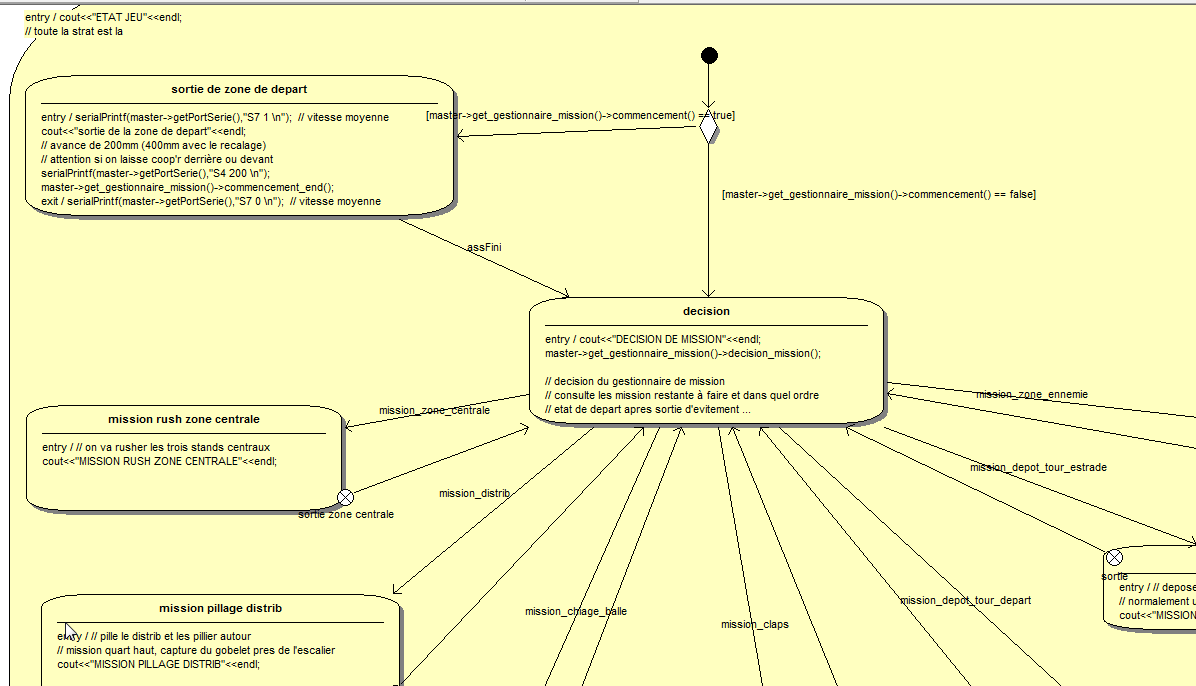 entry / cout<<"ETAT JEU"<<endl;
// toute la strat est la
sortie de zone de depart
entry / serialPrintf(master->getPortSerie(),"S7 1 \n"); // vitesse moyenne
cout<<"sortie de la zone de depart"<<endl;
// avance de 200mm (400mm avec le recalage)
// attention si on laisse coop'r derrière ou devant
serialPrintf(master->getPortSerie(),"S4 200 \n");
master->get_gestionnaire_mission()->commencement_end();
exit / serialPrintf(master->getPortSerie(),"S7 0 \n"); // vitesse moyenne
[master->get_gestionnaire_mission()->commencement() == true]
[master->get_gestionnaire_mission()->commencement() == false]
assFini
decision
entry / cout<<"DECISION DE MISSION"<<endl;
master->get_gestionnaire_mission()->decision_mission();
// decision du gestionnaire de mission
// consulte les mission restante à faire et dans quel ordre
// etat de depart apres sortie d'evitement ...
mission_zone_ennemie
mission_zone_centrale
mission rush zone centrale
entry / // on va rusher les trois stands centraux
cout<<"MISSION RUSH ZONE CENTRALE"<<endl;
sortie zone centrale
mission_distrib
mission_depot_tour_estrade
sortie
entry / // depose
// normalement u
cout<<"MISSION
mission pillage distrib
entry / // pille le distrib et les pillier autour
// mission quart haut, capture du gobelet pres de l'escalier
cout<<"MISSION PILLAGE DISTRIB"<<endl;
mission_chiage_balle
mission_claps
mission_depot_tour_depart